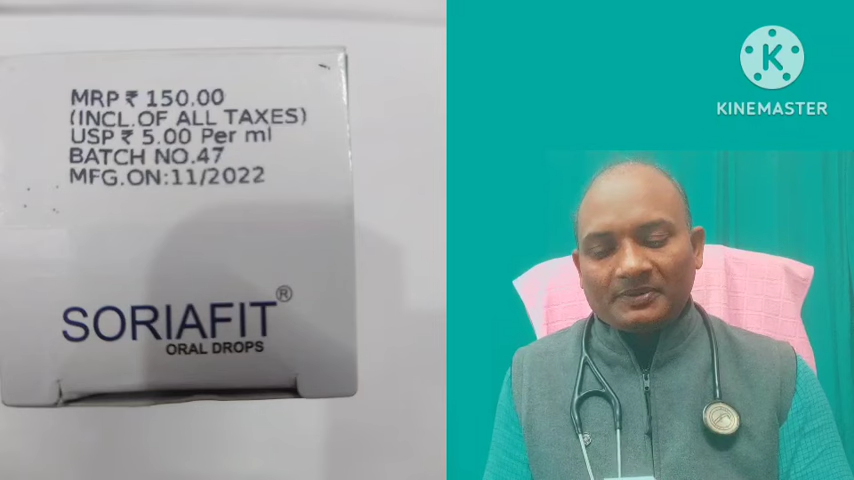 MRP ₹ 150.00
(INCL.OF ALL TAXES)
USP ₹ 5.00 Per ml
BATCH NO.47
MFG.ON:11/2022
SORIAFIT®
ORAL DROPS
K
KINEMASTER